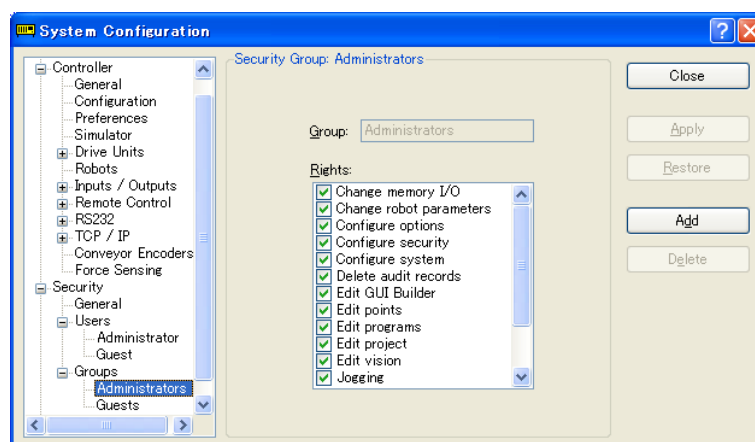 System Configuration
Controller
General
Configuration
Preferences
Simulator
Drive Units
Robots
Inputs / Outputs
Remote Control
RS232
TCP / IP
Conveyor Encoders
Force Sensing
Security
General
Users
Administrator
Guest
Groups
Administrators
Guests
Security Group: Administrators
Group: Administrators
Rights:
Change memory I/O
Change robot parameters
Configure options
Configure security
Configure system
Delete audit records
Edit GUI Builder
Edit points
Edit programs
Edit project
Edit vision
Jogging
Close
Apply
Restore
Add
Delete